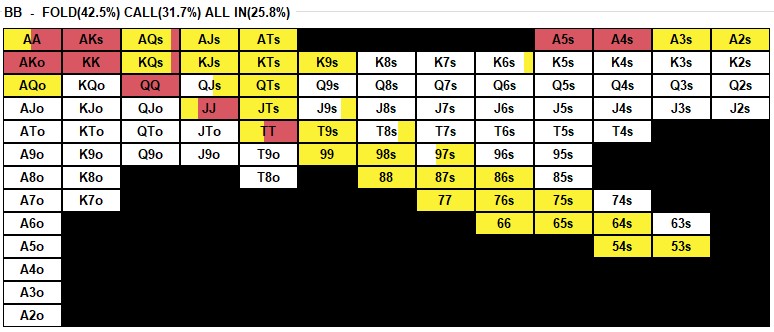 BB - FOLD(42.5%) CALL(31.7%) ALL IN(25.8%)
AA AKs AQs AJs ATs A5s A4s A3s A2s
AKo KK KQs KJs KTs K9s K8s K7s K6s K5s K4s K3s K2s
AQo KQo QQ QJs QTs Q9s Q8s Q7s Q6s Q5s Q4s Q3s Q2s
AJo KJo QJo JJ JTs J9s J8s J7s J6s J5s J4s J3s J2s
ATo KTo QTo JTo TT T9s T8s T7s T6s T5s T4s
A9o K9o Q9o J9o T9o 99 98s 97s 96s 95s
A8o K8o T8o 88 87s 86s 85s
A7o K7o 77 76s 75s 74s
A6o 66 65s 64s 63s
A5o 54s 53s
A4o
A3o
A2o